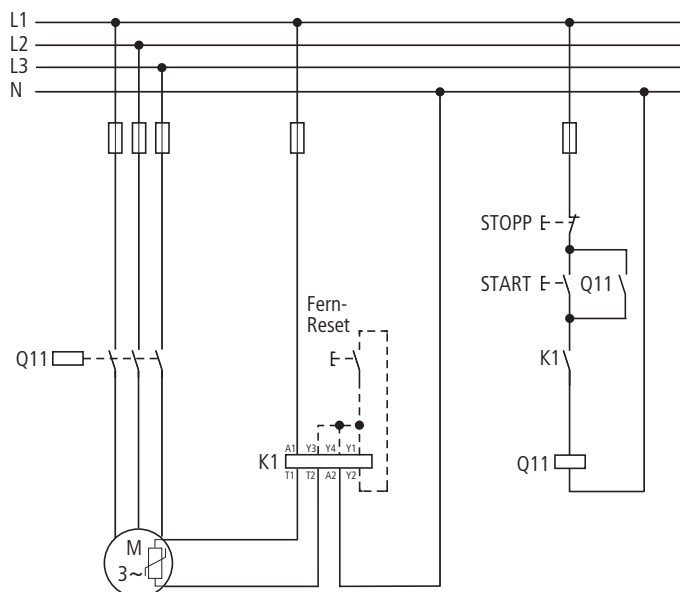 L1
L2
L3
N
STOPP E
START E Q11
Fern-
Reset
E
Q11
K1
A1 Y3 Y4 Y1
K1
T1 T2 A2 Y2
Q11
M
3~